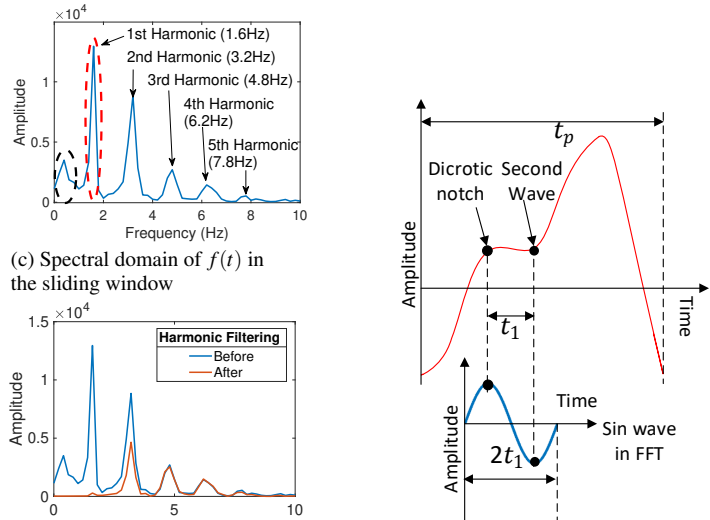 ×10⁴
1st Harmonic (1.6Hz)
2nd Harmonic (3.2Hz)
3rd Harmonic (4.8Hz)
4th Harmonic
(6.2Hz)
5th Harmonic
(7.8Hz)
Amplitude
1
0.5
0
0 2 4 6 8 10
Frequency (Hz)
(c) Spectral domain of f(t) in
the sliding window
×10⁴
1.5
1
0.5
0
Amplitude
Harmonic Filtering
Before
After
0 5 10
t_p
Dicrotic
notch
Second
Wave
Amplitude
Time
t_1
Amplitude
Time
Sin wave
in FFT
2t_1